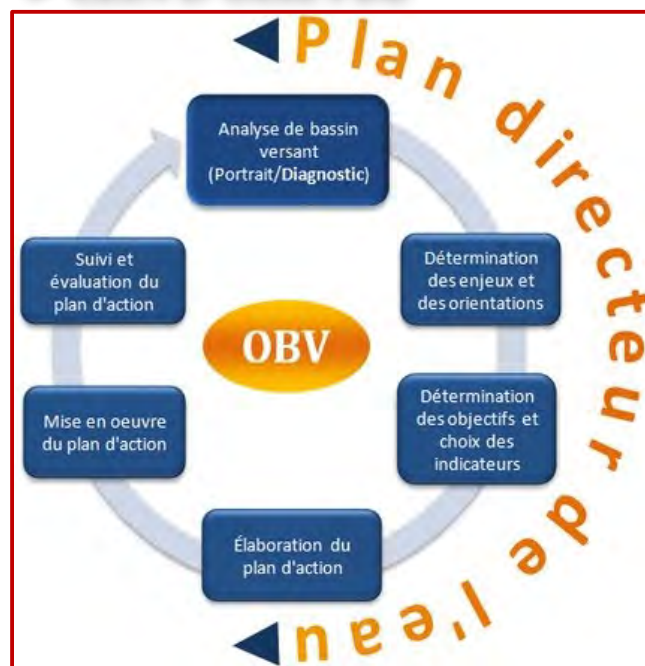 Plan directeur de l'eau
Analyse de bassin
versant
(Portrait/Diagnostic)
Détermination
des enjeux et
des orientations
Détermination
des objectifs et
choix des
indicateurs
Élaboration du
plan d'action
Mise en oeuvre
du plan d'action
Suivi et
évaluation du
plan d'action
OBV